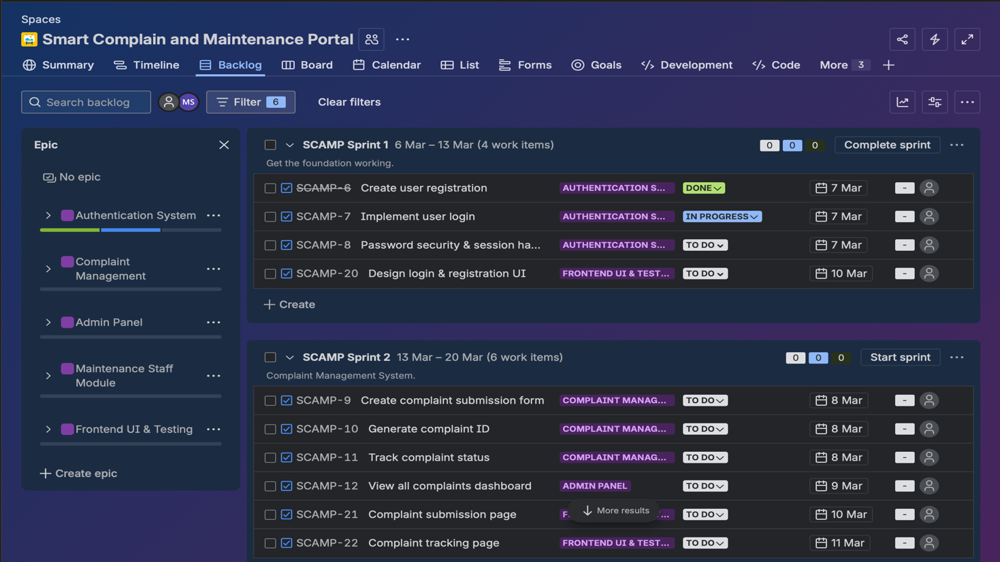 Spaces
Smart Complain and Maintenance Portal
Summary Timeline Backlog Board Calendar List Forms Goals Development Code More 3
Search backlog MS Filter 6 Clear filters
Epic
No epic
Authentication System
Complaint
Management
Admin Panel
Maintenance Staff
Module
Frontend UI & Testing
Create epic
SCAMP Sprint 1 6 Mar – 13 Mar (4 work items) 0 0 0 Complete sprint
Get the foundation working.
SCAMP-6 Create user registration AUTHENTICATION S... DONE 7 Mar -
SCAMP-7 Implement user login AUTHENTICATION S... IN PROGRESS 7 Mar -
SCAMP-8 Password security & session ha... AUTHENTICATION S... TO DO 7 Mar -
SCAMP-20 Design login & registration UI FRONTEND UI & TEST... TO DO 10 Mar -
Create
SCAMP Sprint 2 13 Mar – 20 Mar (6 work items) 0 0 0 Start sprint
Complaint Management System.
SCAMP-9 Create complaint submission form COMPLAINT MANAG... TO DO 8 Mar -
SCAMP-10 Generate complaint ID COMPLAINT MANAG... TO DO 8 Mar -
SCAMP-11 Track complaint status COMPLAINT MANAG... TO DO 8 Mar -
SCAMP-12 View all complaints dashboard ADMIN PANEL TO DO 9 Mar -
SCAMP-21 Complaint submission page F ... TO DO 10 Mar -
More results
SCAMP-22 Complaint tracking page FRONTEND UI & TEST... TO DO 11 Mar -